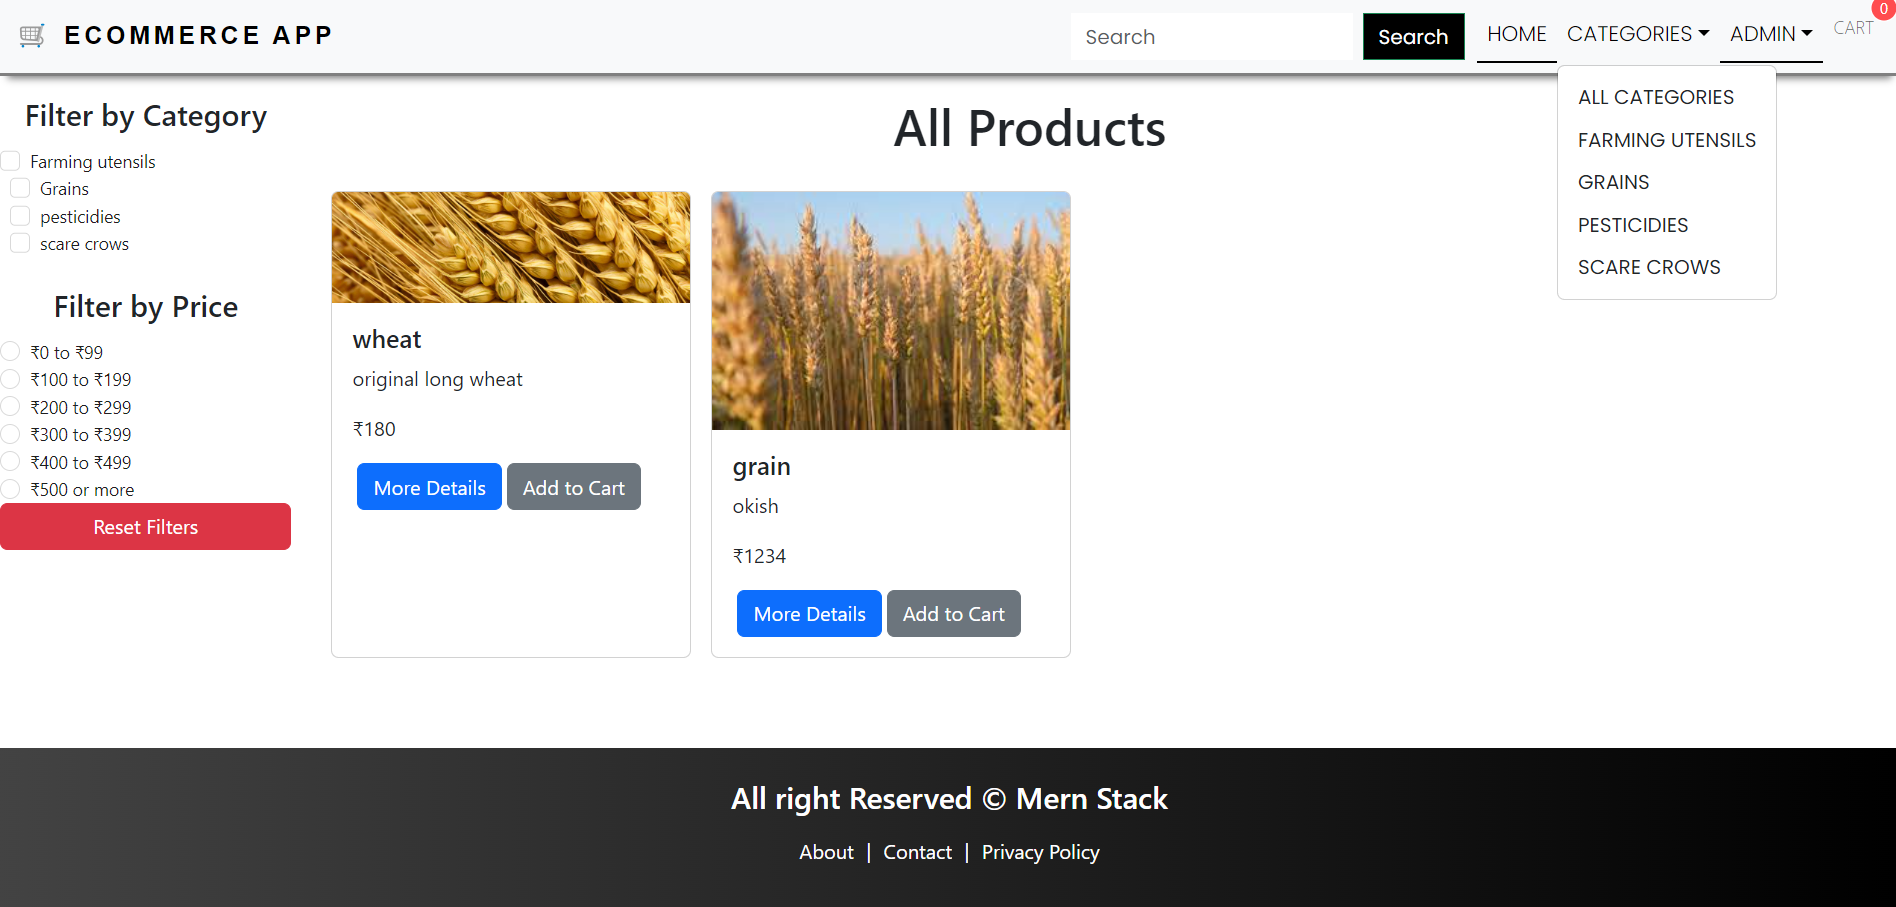 🛒 ECOMMERCE APP
Search
Search
HOME
CATEGORIES
ADMIN
CART
0
ALL CATEGORIES
FARMING UTENSILS
GRAINS
PESTICIDIES
SCARE CROWS
Filter by Category
Farming utensils
Grains
pesticidies
scare crows
Filter by Price
₹0 to ₹99
₹100 to ₹199
₹200 to ₹299
₹300 to ₹399
₹400 to ₹499
₹500 or more
Reset Filters
All Products
wheat
original long wheat
₹180
More Details
Add to Cart
grain
okish
₹1234
More Details
Add to Cart
All right Reserved © Mern Stack
About | Contact | Privacy Policy